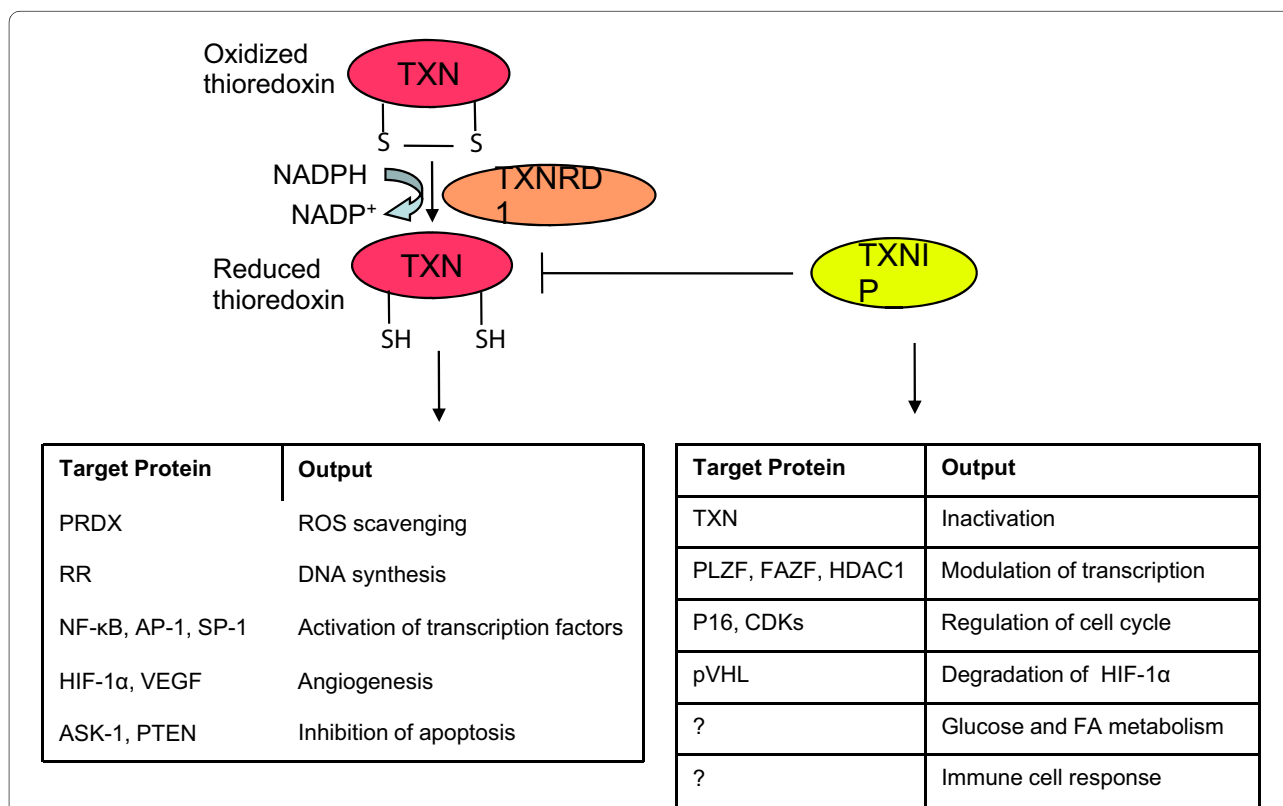 Oxidized
thioredoxin
TXN
S S
NADPH
NADP+
TXNRD
1
Reduced
thioredoxin
TXN
TXNI
P_
SH SH
Target Protein Output
PRDX ROS scavenging
RR DNA synthesis
NF-κB, AP-1, SP-1 Activation of transcription factors
HIF-1α, VEGF Angiogenesis
ASK-1, PTEN Inhibition of apoptosis
Target Protein Output
TXN Inactivation
PLZF, FAZF, HDAC1 Modulation of transcription
P16, CDKs Regulation of cell cycle
pVHL Degradation of HIF-1α
? Glucose and FA metabolism
? Immune cell response